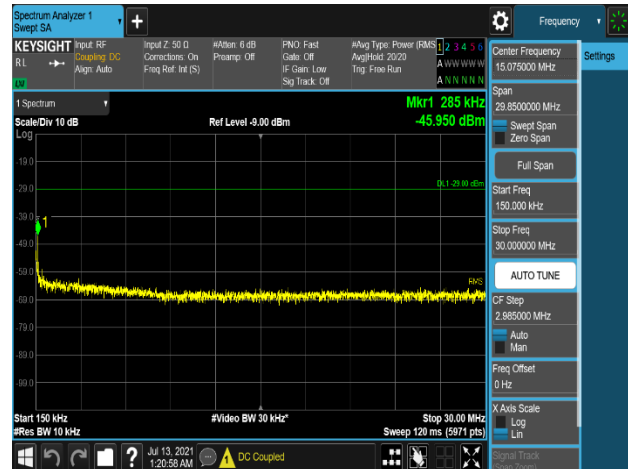 Spectrum Analyzer 1
Swept SA
+
Frequency
KEYSIGHT
RL
LXI
Input: RF
Coupling: DC
Align: Auto
Input Z: 50 Ω
Corrections: On
Freq Ref: Int (S)
#Atten: 6 dB
Preamp: Off
PNO: Fast
Gate: Off
IF Gain: Low
Sig Track: Off
#Avg Type: Power (RMS
Avg|Hold: 20/20
Trig: Free Run
1 2 3 4 5 6
A W W W W W
A N N N N N
1 Spectrum
Scale/Div 10 dB
Ref Level -9.00 dBm
Mkr1 285 kHz
-45.950 dBm
Log
-19.0
-29.0
DL1 -29.00 dBm
-39.0
1
-49.0
-59.0
RMS
-69.0
-79.0
-89.0
-99.0
Start 150 kHz
#Video BW 30 kHz*
Stop 30.00 MHz
#Res BW 10 kHz
Sweep 120 ms (5971 pts)
Center Frequency
15.075000 MHz
Settings
Span
29.8500000 MHz
Swept Span
Zero Span
Full Span
Start Freq
150.000 kHz
Stop Freq
30.000000 MHz
AUTO TUNE
CF Step
2.985000 MHz
Auto
Man
Freq Offset
0 Hz
X Axis Scale
Log
Lin
Signal Track
(Span Zoom)
?
Jul 13, 2021
1:20:58 AM
DC Coupled